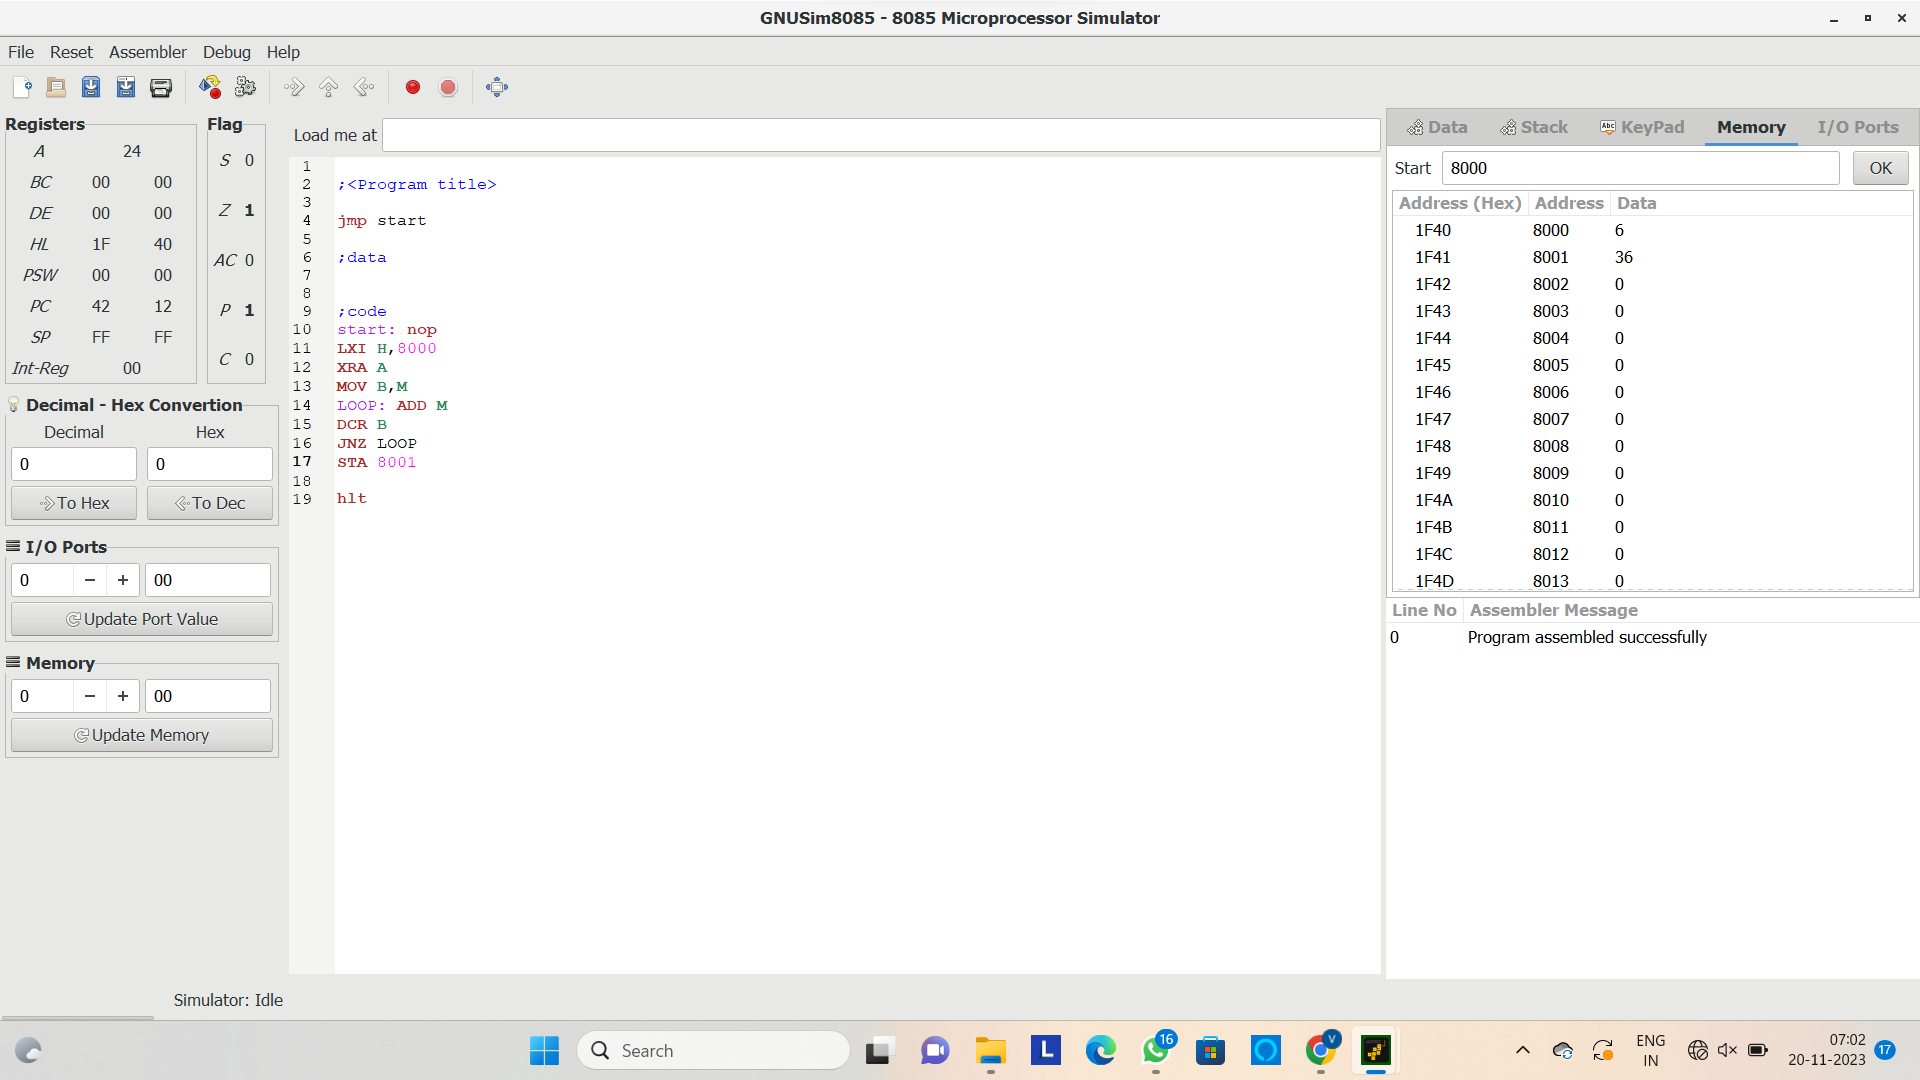 GNUSim8085 - 8085 Microprocessor Simulator
File Reset Assembler Debug Help
Registers
A 24
BC 00 00
DE 00 00
HL 1F 40
PSW 00 00
PC 42 12
SP FF FF
Int-Reg 00
Flag
S 0
Z 1
AC 0
P 1
C 0
Decimal - Hex Convertion
Decimal Hex
0 0
To Hex To Dec
I/O Ports
0 − + 00
Update Port Value
Memory
0 − + 00
Update Memory
Load me at
1
2 ;<Program title>
3
4 jmp start
5
6 ;data
7
8
9 ;code
10 start: nop
11 LXI H,8000
12 XRA A
13 MOV B,M
14 LOOP: ADD M
15 DCR B
16 JNZ LOOP
17 STA 8001
18
19 hlt
Data Stack Abc KeyPad Memory I/O Ports
Start 8000 OK
Address (Hex) Address Data
1F40 8000 6
1F41 8001 36
1F42 8002 0
1F43 8003 0
1F44 8004 0
1F45 8005 0
1F46 8006 0
1F47 8007 0
1F48 8008 0
1F49 8009 0
1F4A 8010 0
1F4B 8011 0
1F4C 8012 0
1F4D 8013 0
Line No Assembler Message
0 Program assembled successfully
Simulator: Idle
Search
L
16
V
ENG
IN
07:02
20-11-2023
17